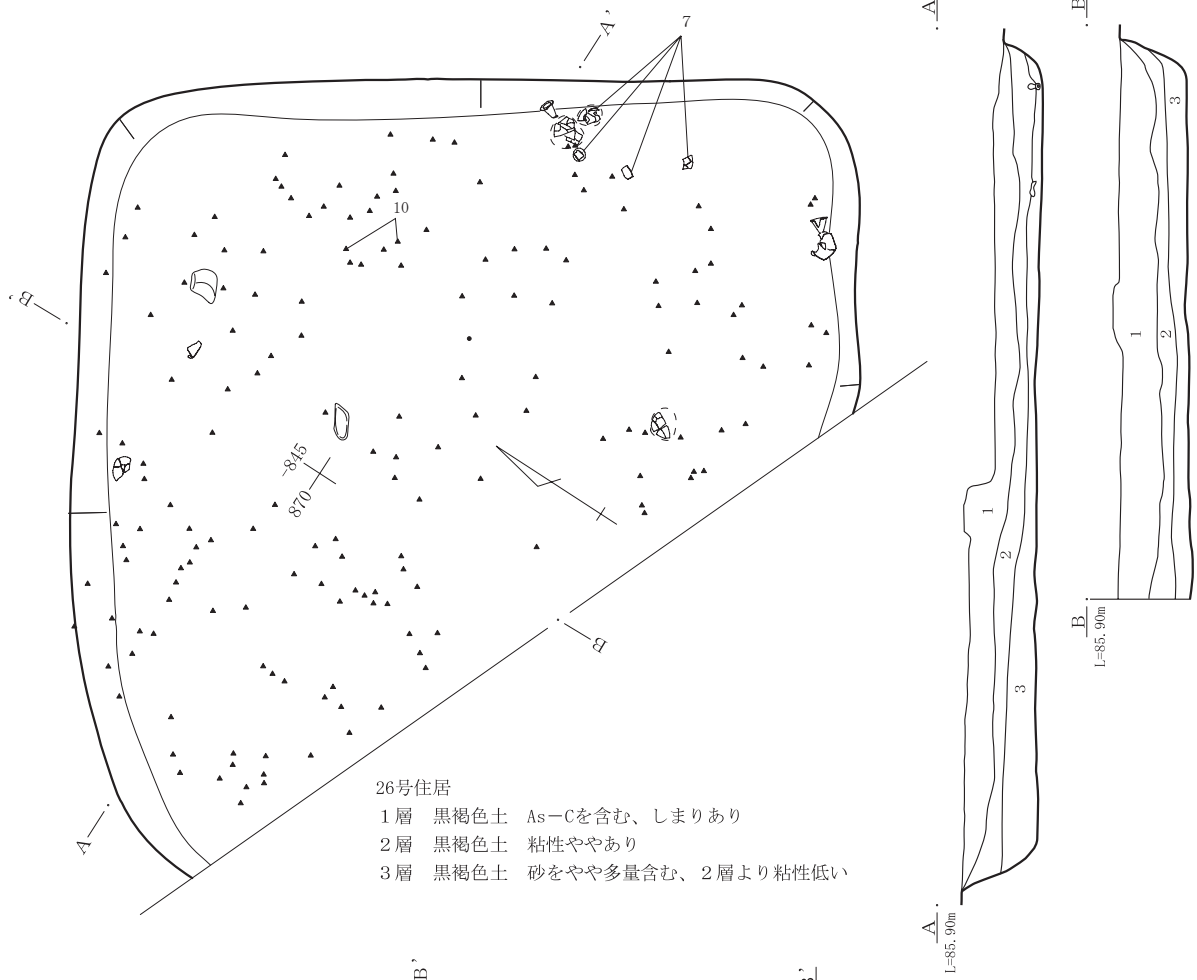 A'
7
10
B'
-845
870
B
A
26号住居
1層　黒褐色土　As－Cを含む、しまりあり
2層　黒褐色土　粘性ややあり
3層　黒褐色土　砂をやや多量含む、2層より粘性低い
A
1
2
3
A
L=85.90m
B
3
1
2
B
L=85.90m
B'
B'